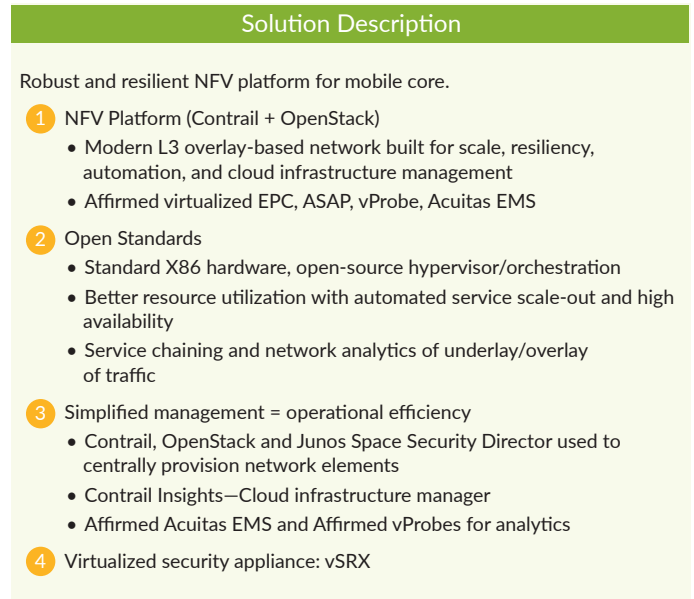 Solution Description
Robust and resilient NFV platform for mobile core.
1 NFV Platform (Contrail + OpenStack)
• Modern L3 overlay-based network built for scale, resiliency,
automation, and cloud infrastructure management
• Affirmed virtualized EPC, ASAP, vProbe, Acuitas EMS
2 Open Standards
• Standard X86 hardware, open-source hypervisor/orchestration
• Better resource utilization with automated service scale-out and high
availability
• Service chaining and network analytics of underlay/overlay
of traffic
3 Simplified management = operational efficiency
• Contrail, OpenStack and Junos Space Security Director used to
centrally provision network elements
• Contrail Insights—Cloud infrastructure manager
• Affirmed Acuitas EMS and Affirmed vProbes for analytics
4 Virtualized security appliance: vSRX